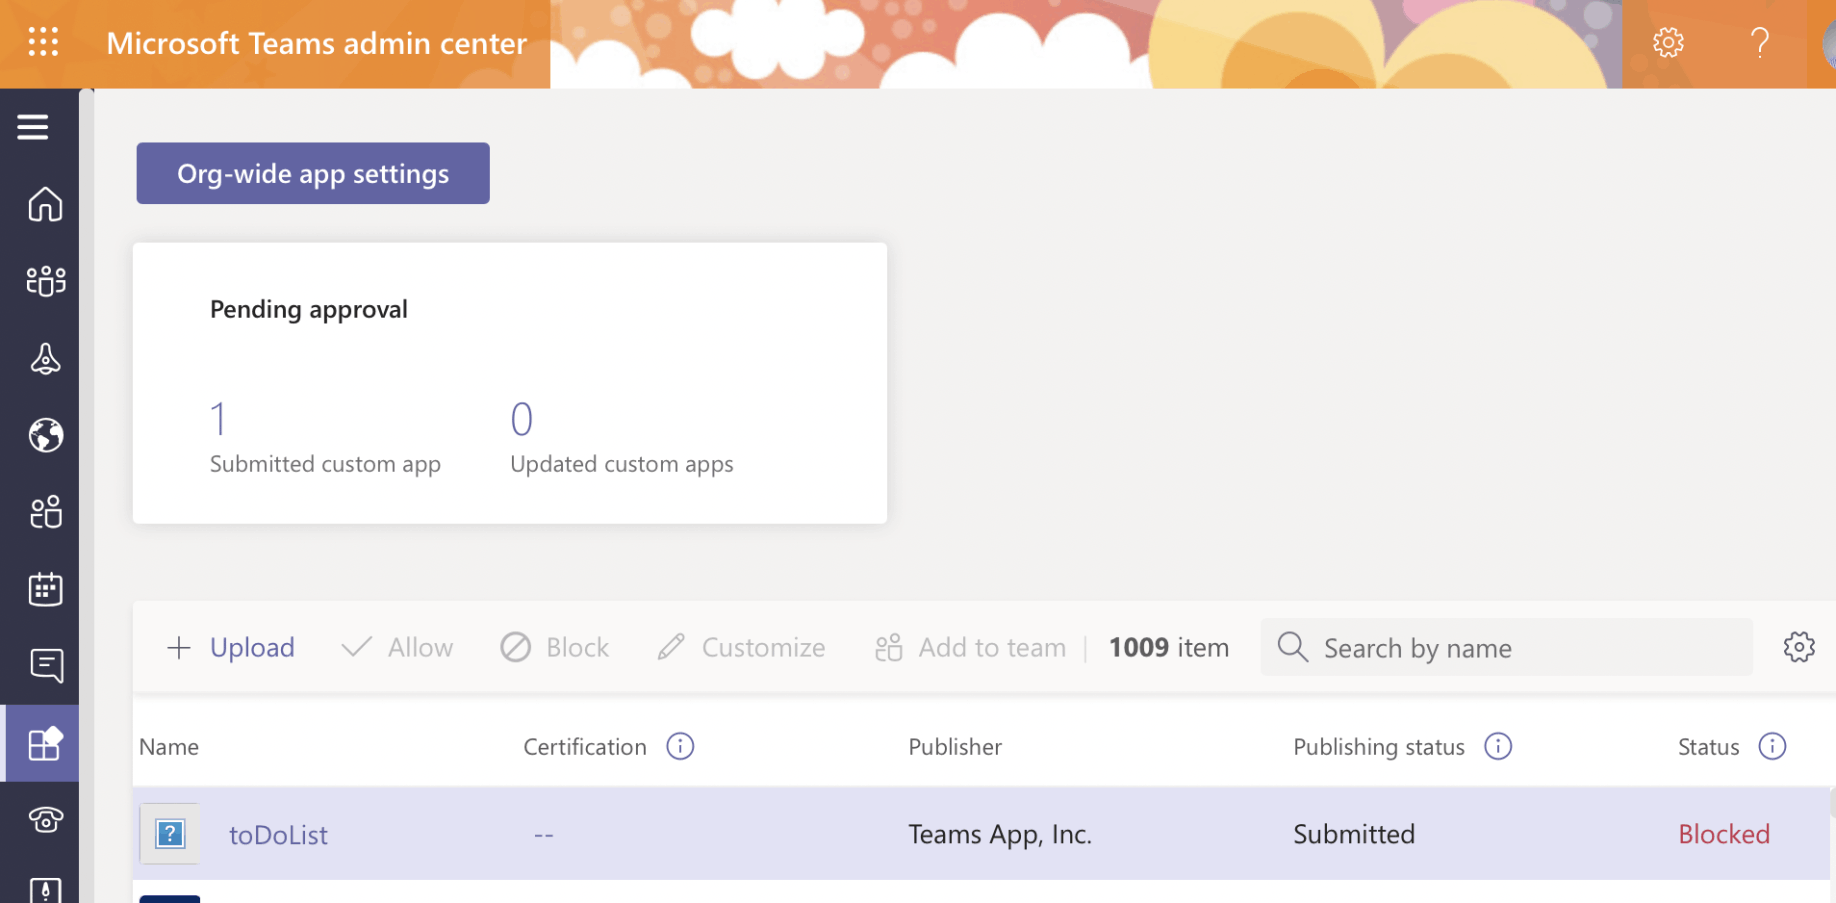 Microsoft Teams admin center
Org-wide app settings
Pending approval
1 0
Submitted custom app Updated custom apps
Upload Allow Block Customize Add to team 1009 item Search by name
Name Certification Publisher Publishing status Status
toDoList -- Teams App, Inc. Submitted Blocked